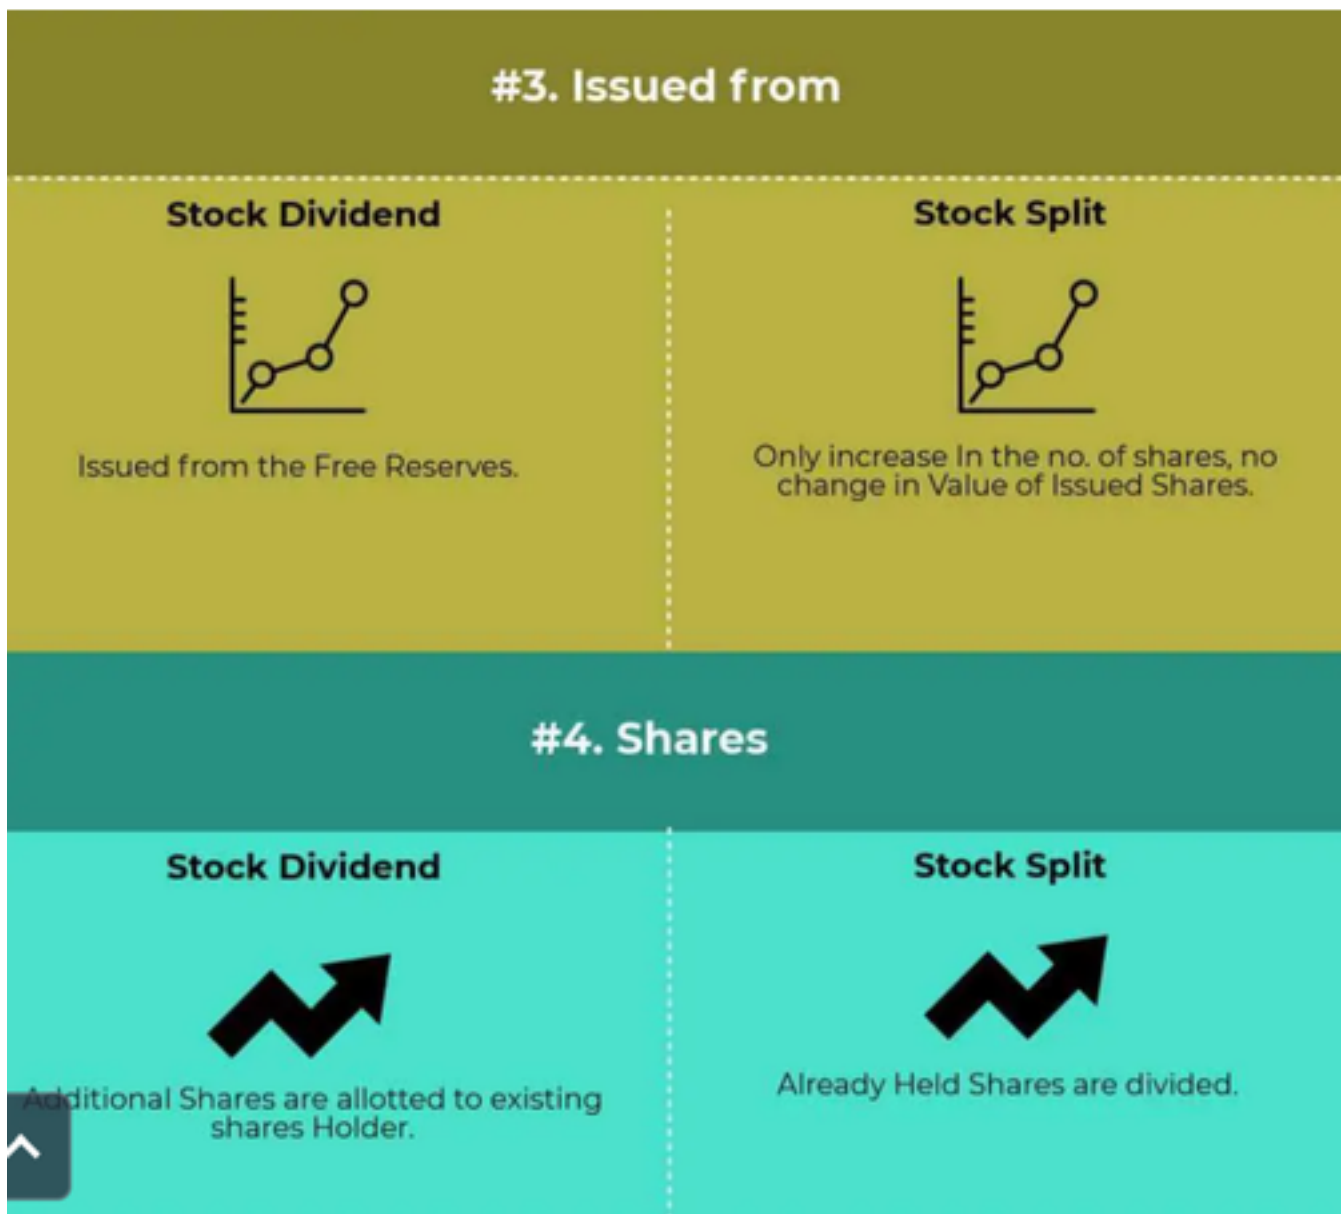 #3. Issued from
Stock Dividend
Issued from the Free Reserves.
Stock Split
Only increase In the no. of shares, no
change in Value of Issued Shares.
#4. Shares
Stock Dividend
Additional Shares are allotted to existing
shares Holder.
Stock Split
Already Held Shares are divided.